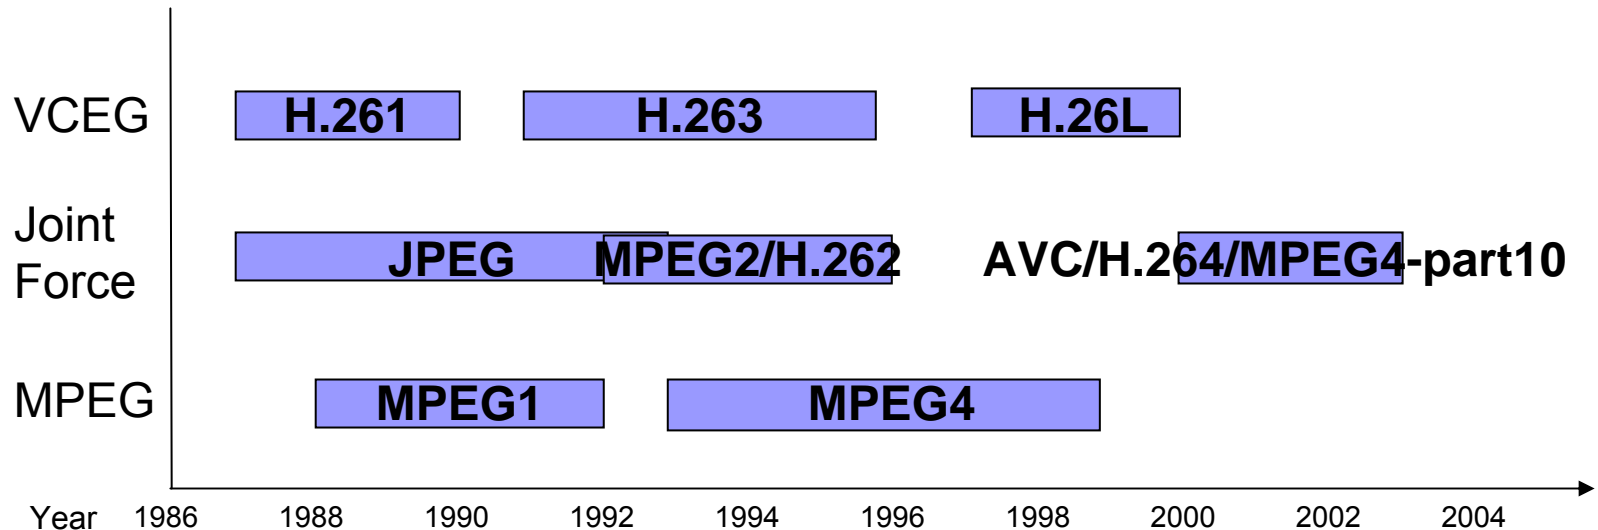 VCEG
H.261
H.263
H.26L
Joint
Force
JPEG
MPEG2/H.262
AVC/H.264/MPEG4-part10
MPEG
MPEG1
MPEG4
Year 1986 1988 1990 1992 1994 1996 1998 2000 2002 2004